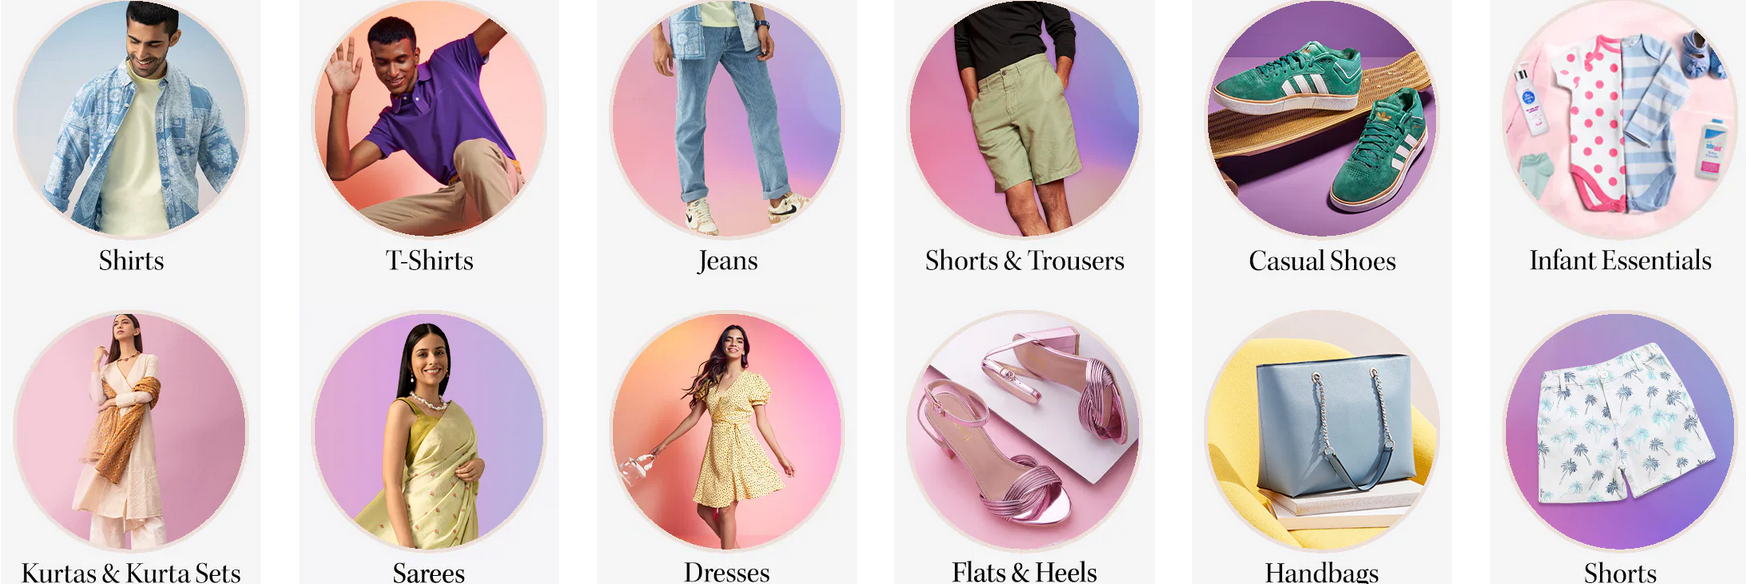 Shirts
T-Shirts
Jeans
Shorts & Trousers
Casual Shoes
Infant Essentials
Kurtas & Kurta Sets
Sarees
Dresses
Flats & Heels
Handbags
Shorts